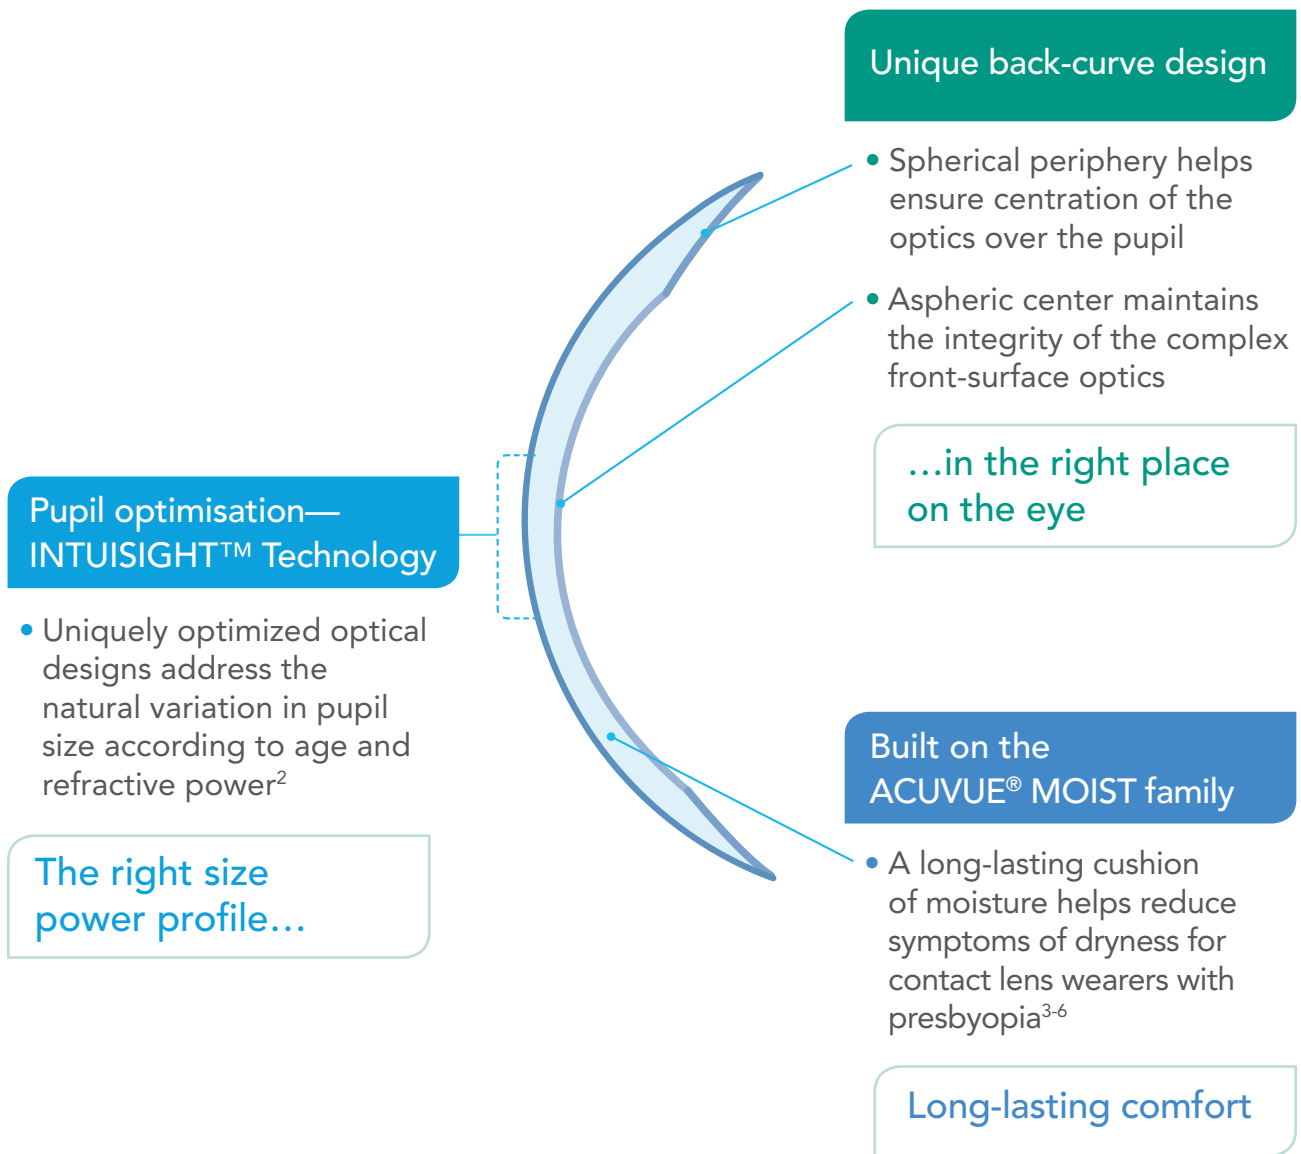 Unique back-curve design
• Spherical periphery helps
ensure centration of the
optics over the pupil
• Aspheric center maintains
the integrity of the complex
front-surface optics
…in the right place
on the eye
Pupil optimisation—
INTUISIGHT™ Technology
• Uniquely optimized optical
designs address the
natural variation in pupil
size according to age and
refractive power²
The right size
power profile…
Built on the
ACUVUE® MOIST family
• A long-lasting cushion
of moisture helps reduce
symptoms of dryness for
contact lens wearers with
presbyopia³⁻⁶
Long-lasting comfort